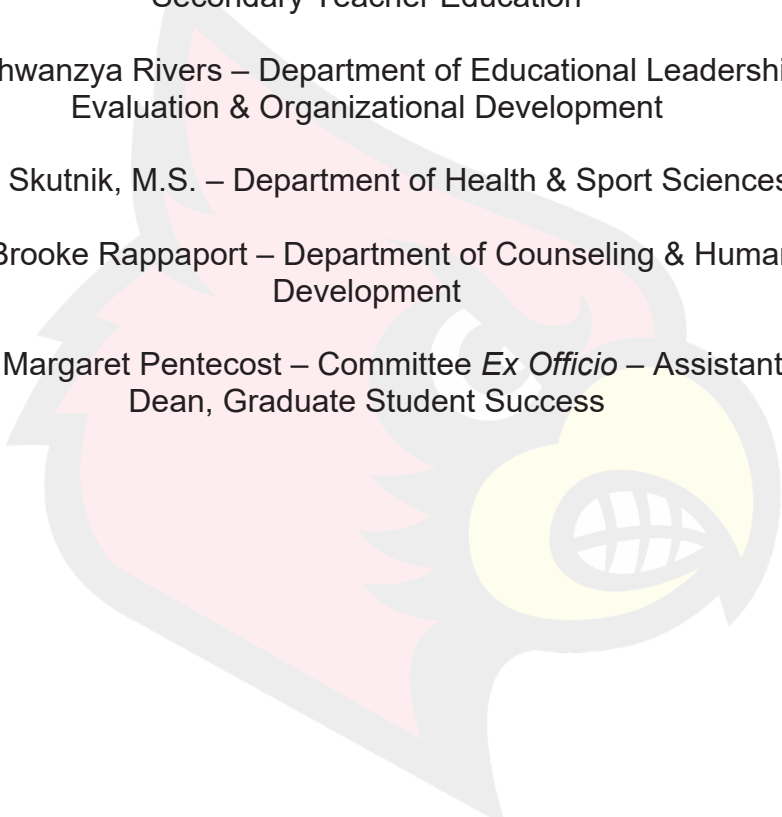 Secondary Teacher Education
hwanzya Rivers – Department of Educational Leadershi
Evaluation & Organizational Development
Skutnik, M.S. – Department of Health & Sport Sciences
Brooke Rappaport – Department of Counseling & Human
Development
Margaret Pentecost – Committee Ex Officio – Assistant
Dean, Graduate Student Success